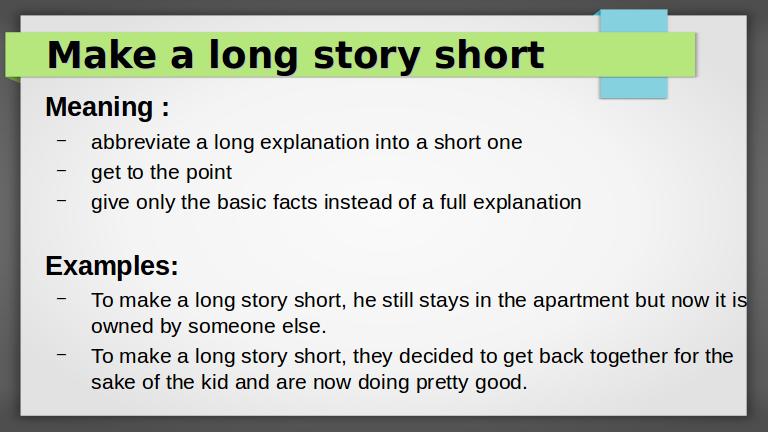 Make a long story short
Meaning :
– abbreviate a long explanation into a short one
– get to the point
– give only the basic facts instead of a full explanation
Examples:
– To make a long story short, he still stays in the apartment but now it is
owned by someone else.
– To make a long story short, they decided to get back together for the
sake of the kid and are now doing pretty good.